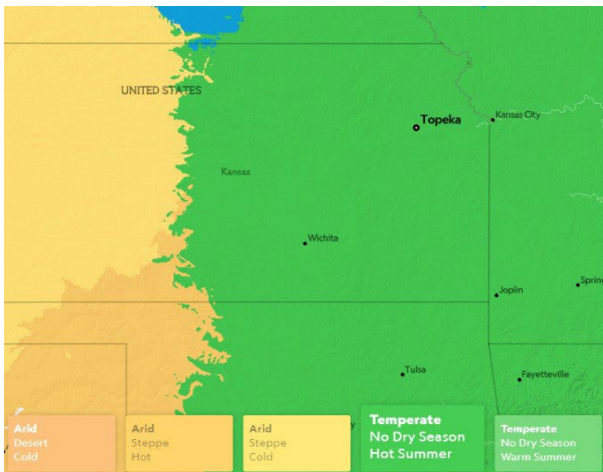 UNITED STATES
Topeka
Kansas City
Kansas
Wichita
Joplin
Sprin
Tulsa
Fayetteville
Arid
Desert
Cold
Arid
Steppe
Hot
Arid
Steppe
Cold
Temperate
No Dry Season
Hot Summer
Temperate
No Dry Season
Warm Summer